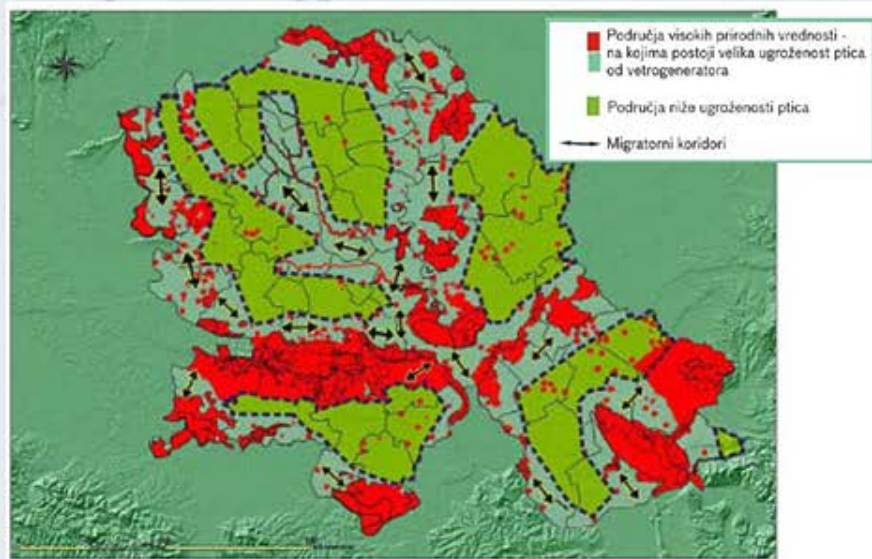 Područja visokih prirodnih vrednosti -
na kojima postoji velika ugroženost ptica
od vetrogeneratora
Područja niže ugroženosti ptica
Migratorni koridori